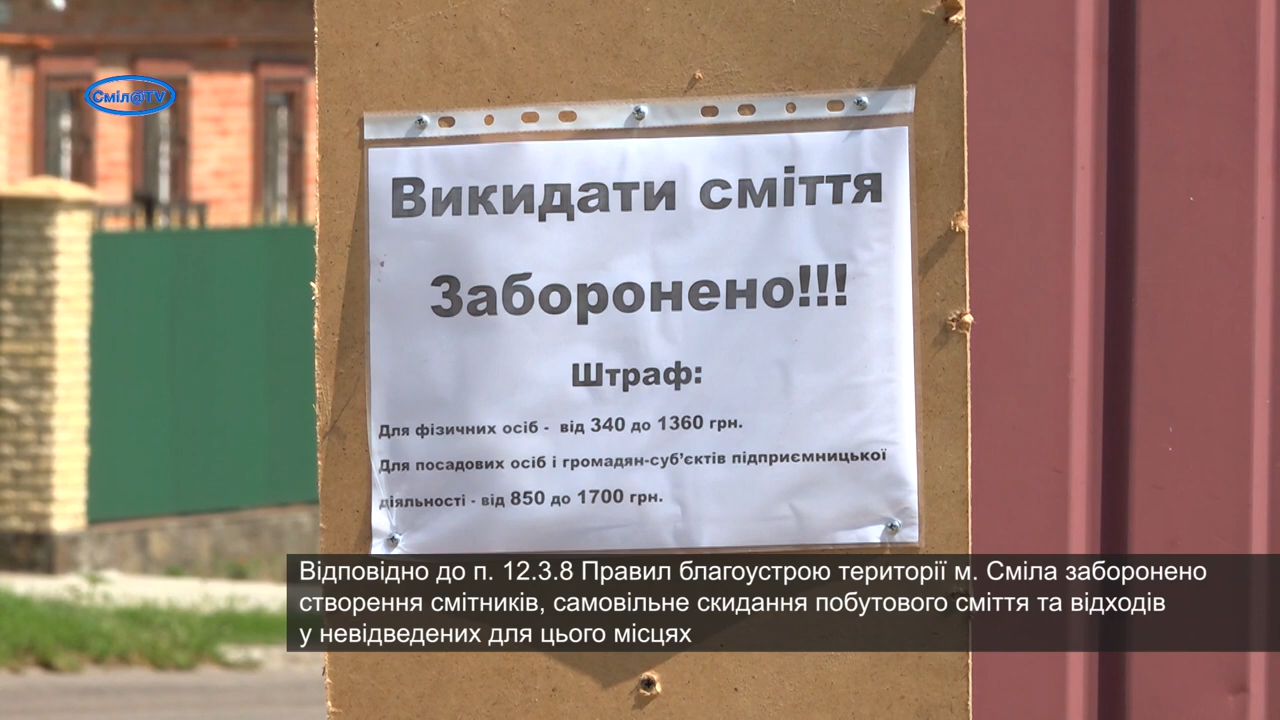 Сміл@TV
Викидати сміття
Заборонено!!!
Штраф:
Для фізичних осіб - від 340 до 1360 грн.
Для посадових осіб і громадян-суб'єктів підприємницької
діяльності - від 850 до 1700 грн.
Відповідно до п. 12.3.8 Правил благоустрою території м. Сміла заборонено
створення смітників, самовільне скидання побутового сміття та відходів
у невідведених для цього місцях